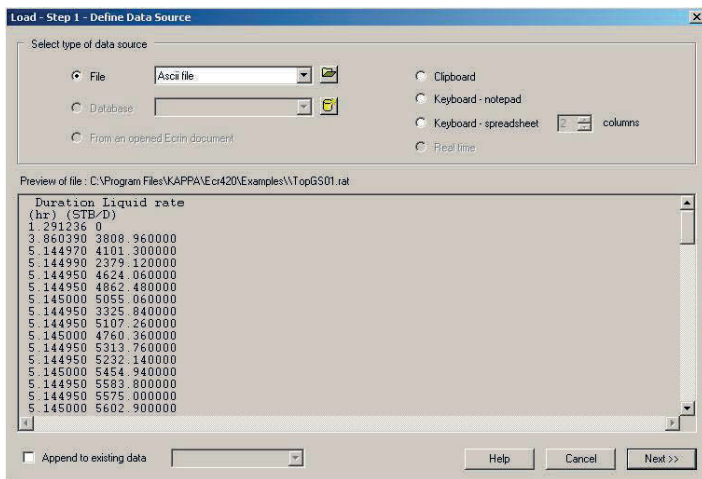 Load - Step 1 - Define Data Source
Select type of data source
File
Ascii file
Database
From an opened Ecrin document
Clipboard
Keyboard - notepad
Keyboard - spreadsheet 2 columns
Real time
Preview of file : C:\Program Files\KAPPA\Ecr420\Examples\\TopGS01.rat
Duration Liquid rate
(hr) (STB/D)
1.291236 0
3.860390 3808.960000
5.144970 4101.300000
5.144990 2379.120000
5.144950 4624.060000
5.144950 4862.480000
5.145000 5055.060000
5.144950 3325.840000
5.144950 5107.260000
5.145000 4760.360000
5.144950 5313.760000
5.144950 5232.140000
5.145000 5454.940000
5.144950 5583.800000
5.144950 5575.000000
5.145000 5602.900000
Append to existing data
Help
Cancel
Next >>